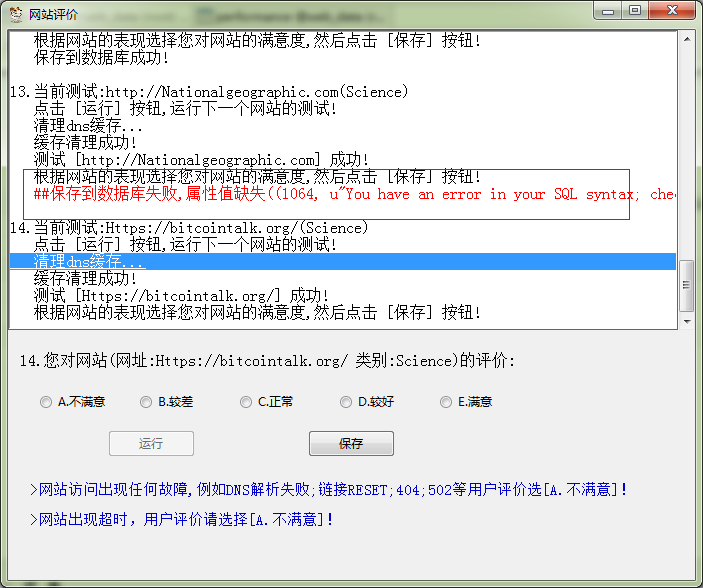 网站评价
根据网站的表现选择您对网站的满意度,然后点击 [保存] 按钮!
保存到数据库成功!
13.当前测试:http://Nationalgeographic.com(Science)
点击 [运行] 按钮,运行下一个网站的测试!
清理dns缓存...
缓存清理成功!
测试 [http://Nationalgeographic.com] 成功!
根据网站的表现选择您对网站的满意度,然后点击 [保存] 按钮!
##保存到数据库失败,属性值缺失((1064, u"You have an error in your SQL syntax; che
14.当前测试:Https://bitcointalk.org/(Science)
点击 [运行] 按钮,运行下一个网站的测试!
清理dns缓存...
缓存清理成功!
测试 [Https://bitcointalk.org/] 成功!
根据网站的表现选择您对网站的满意度,然后点击 [保存] 按钮!
14.您对网站(网址:Https://bitcointalk.org/ 类别:Science)的评价:
A.不满意 B.较差 C.正常 D.较好 E.满意
运行 保存
>网站访问出现任何故障,例如DNS解析失败;链接RESET;404;502等用户评价选[A.不满意]!
>网站出现超时，用户评价请选择[A.不满意]!